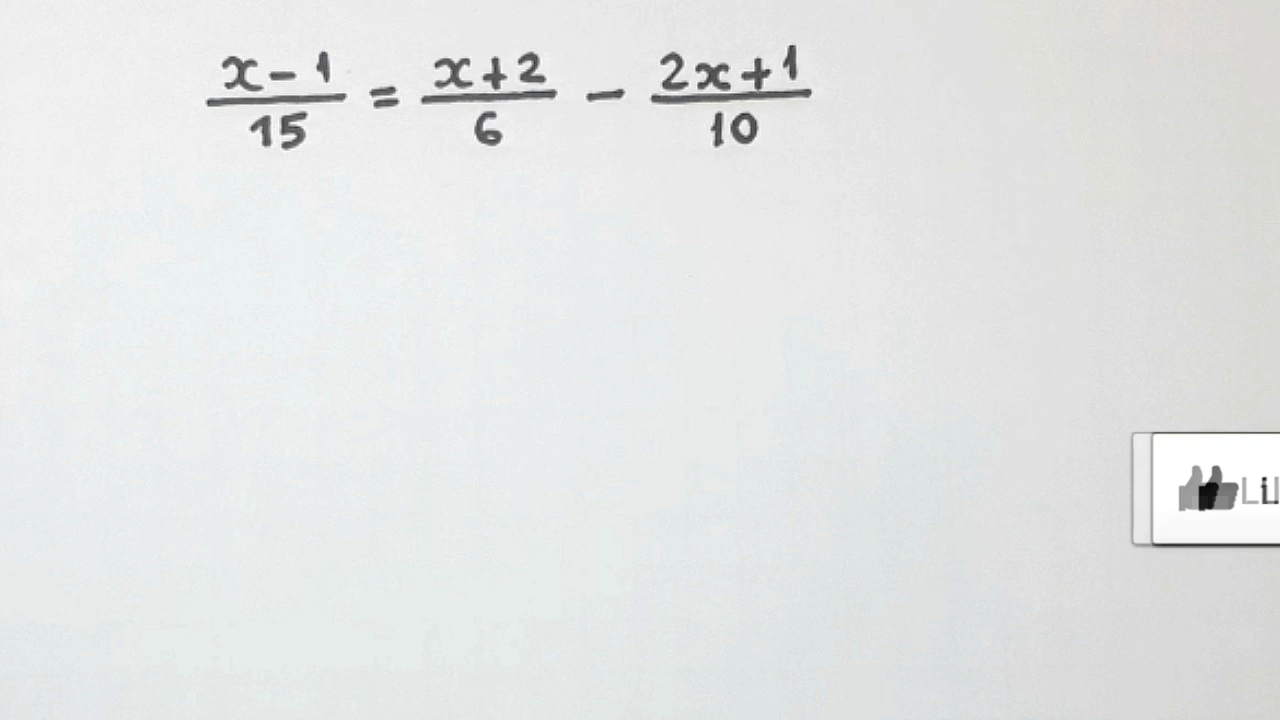 x-1/15 = x+2/6 - 2x+1/10